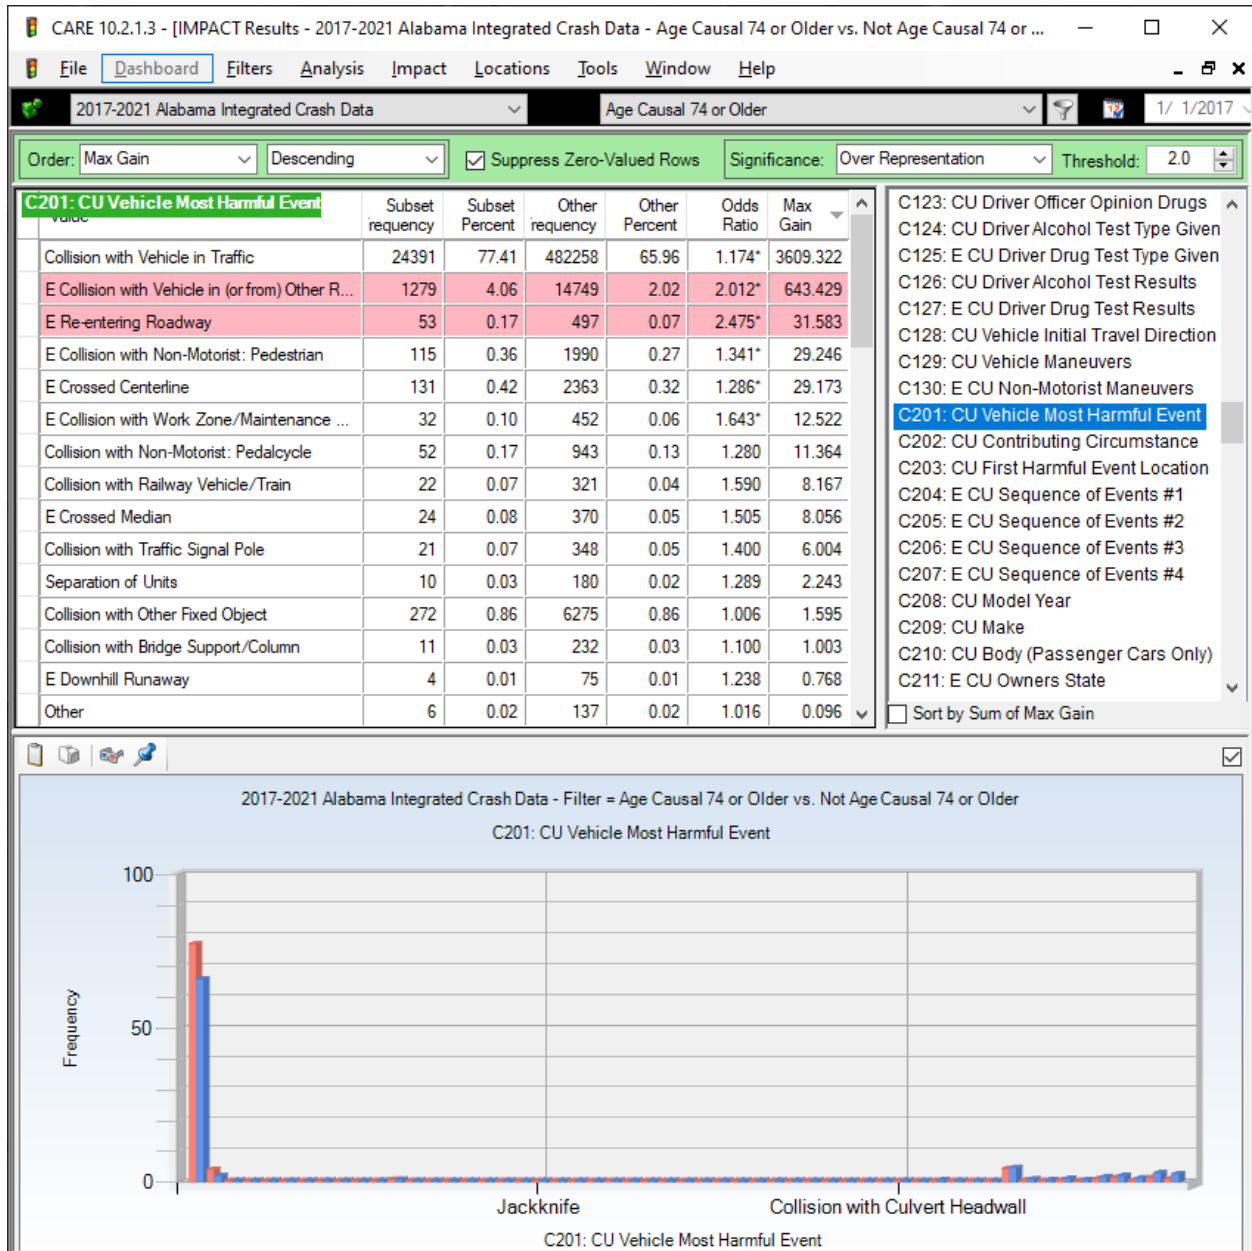 CARE 10.2.1.3 - [IMPACT Results - 2017-2021 Alabama Integrated Crash Data - Age Causal 74 or Older vs. Not Age Causal 74 or ...
File Dashboard Filters Analysis Impact Locations Tools Window Help
2017-2021 Alabama Integrated Crash Data Age Causal 74 or Older 1/ 1/2017
Order: Max Gain Descending Suppress Zero-Valued Rows Significance: Over Representation Threshold: 2.0
C201: CU Vehicle Most Harmful Event Subset requency Subset Percent Other requency Other Percent Odds Ratio Max Gain
Collision with Vehicle in Traffic 24391 77.41 482258 65.96 1.174* 3609.322
E Collision with Vehicle in (or from) Other R... 1279 4.06 14749 2.02 2.012* 643.429
E Re-entering Roadway 53 0.17 497 0.07 2.475* 31.583
E Collision with Non-Motorist: Pedestrian 115 0.36 1990 0.27 1.341* 29.246
E Crossed Centerline 131 0.42 2363 0.32 1.286* 29.173
E Collision with Work Zone/Maintenance ... 32 0.10 452 0.06 1.643* 12.522
Collision with Non-Motorist: Pedalcycle 52 0.17 943 0.13 1.280 11.364
Collision with Railway Vehicle/Train 22 0.07 321 0.04 1.590 8.167
E Crossed Median 24 0.08 370 0.05 1.505 8.056
Collision with Traffic Signal Pole 21 0.07 348 0.05 1.400 6.004
Separation of Units 10 0.03 180 0.02 1.289 2.243
Collision with Other Fixed Object 272 0.86 6275 0.86 1.006 1.595
Collision with Bridge Support/Column 11 0.03 232 0.03 1.100 1.003
E Downhill Runaway 4 0.01 75 0.01 1.238 0.768
Other 6 0.02 137 0.02 1.016 0.096
C123: CU Driver Officer Opinion Drugs
C124: CU Driver Alcohol Test Type Given
C125: E CU Driver Drug Test Type Given
C126: CU Driver Alcohol Test Results
C127: E CU Driver Drug Test Results
C128: CU Vehicle Initial Travel Direction
C129: CU Vehicle Maneuvers
C130: E CU Non-Motorist Maneuvers
C201: CU Vehicle Most Harmful Event
C202: CU Contributing Circumstance
C203: CU First Harmful Event Location
C204: E CU Sequence of Events #1
C205: E CU Sequence of Events #2
C206: E CU Sequence of Events #3
C207: E CU Sequence of Events #4
C208: CU Model Year
C209: CU Make
C210: CU Body (Passenger Cars Only)
C211: E CU Owners State
Sort by Sum of Max Gain
2017-2021 Alabama Integrated Crash Data - Filter = Age Causal 74 or Older vs. Not Age Causal 74 or Older
C201: CU Vehicle Most Harmful Event
100
50
0
Frequency
Jackknife Collision with Culvert Headwall
C201: CU Vehicle Most Harmful Event